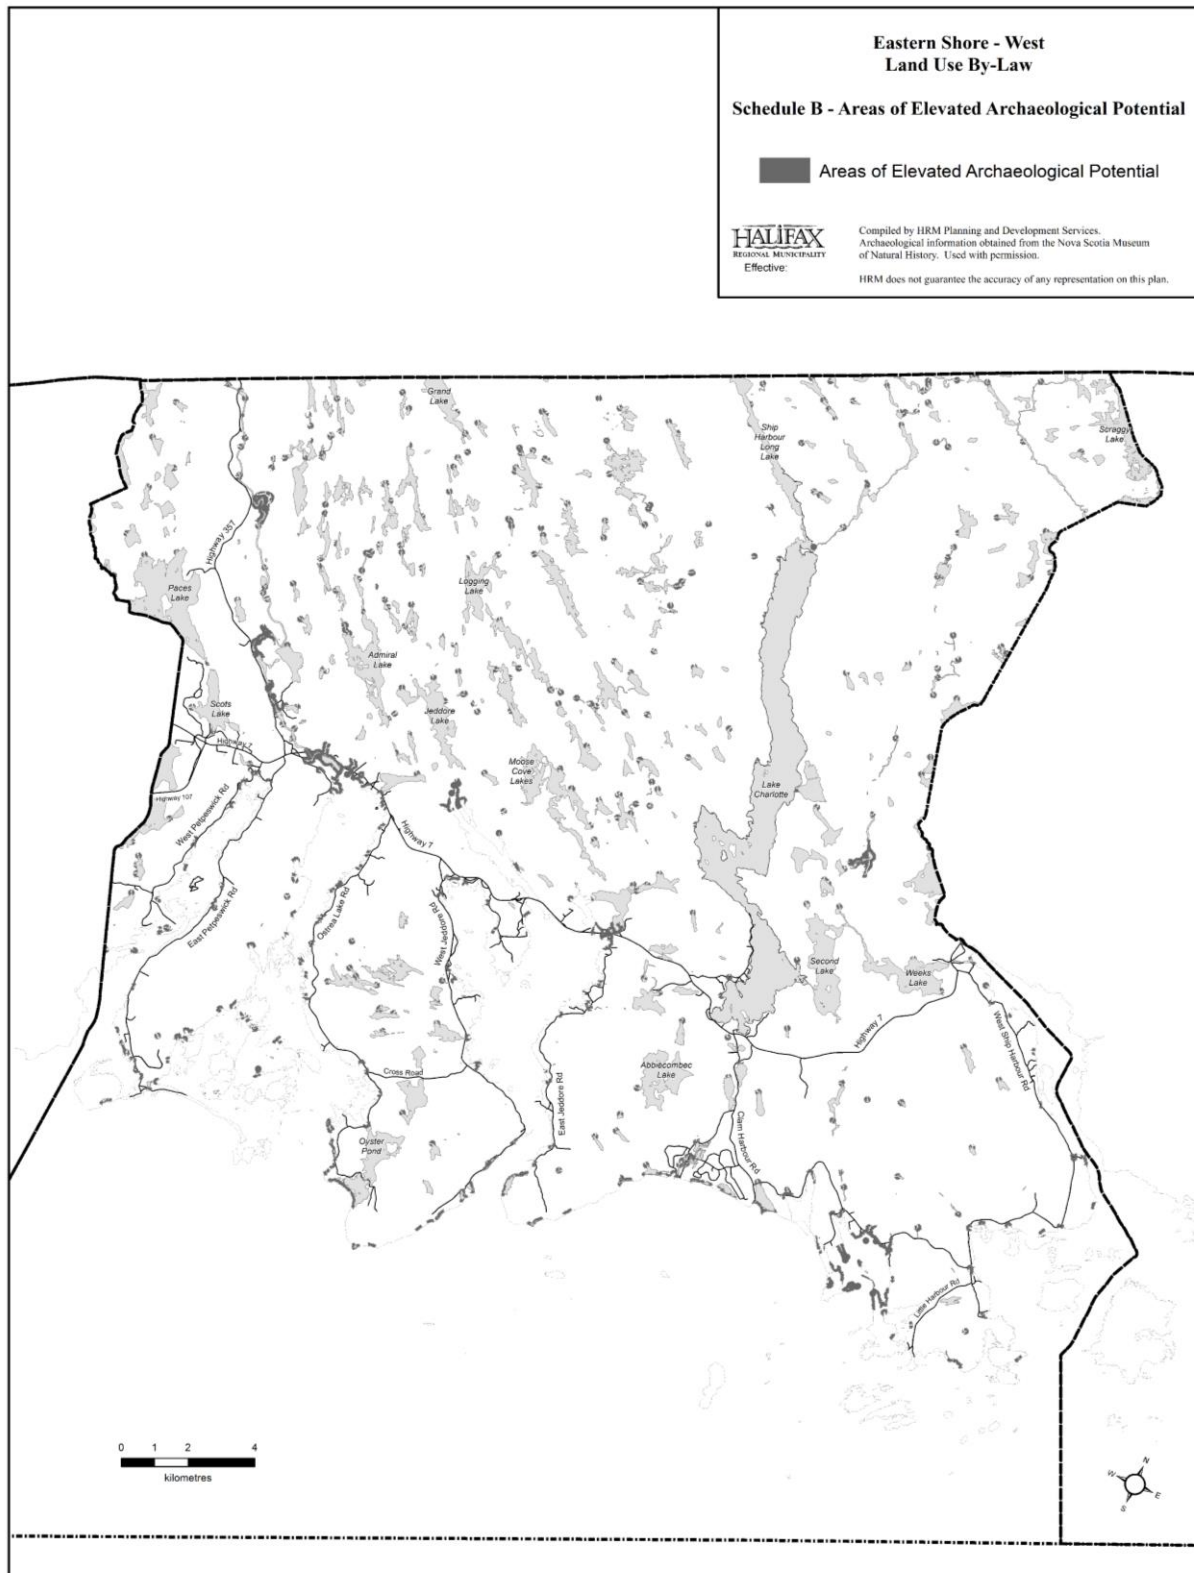 Eastern Shore - West
Land Use By-Law
Schedule B - Areas of Elevated Archaeological Potential
Areas of Elevated Archaeological Potential
HALIFAX
REGIONAL MUNICIPALITY
Effective:
Compiled by HRM Planning and Development Services.
Archaeological information obtained from the Nova Scotia Museum
of Natural History. Used with permission.
HRM does not guarantee the accuracy of any representation on this plan.
Grand
Lake
Ship
Harbour
Long
Lake
Scraggy
Lake
Highway 357
Paces
Lake
Logging
Lake
Admiral
Lake
Scots
Lake
Jeddore
Lake
Highway 7
Moose
Cove
Lakes
Lake
Charlotte
Highway 107
West Petpeswick Rd
Highway 7
East Petpeswick Rd
Ostrea Lake Rd
West Jeddore Rd
Second
Lake
Weeks
Lake
Highway 7
West Ship Harbour Rd
Cross Road
Abbiecombec
Lake
East Jeddore Rd
Clam Harbour Rd
Oyster
Pond
Little Harbour Rd
0 1 2 4
kilometres
N
W
E
S